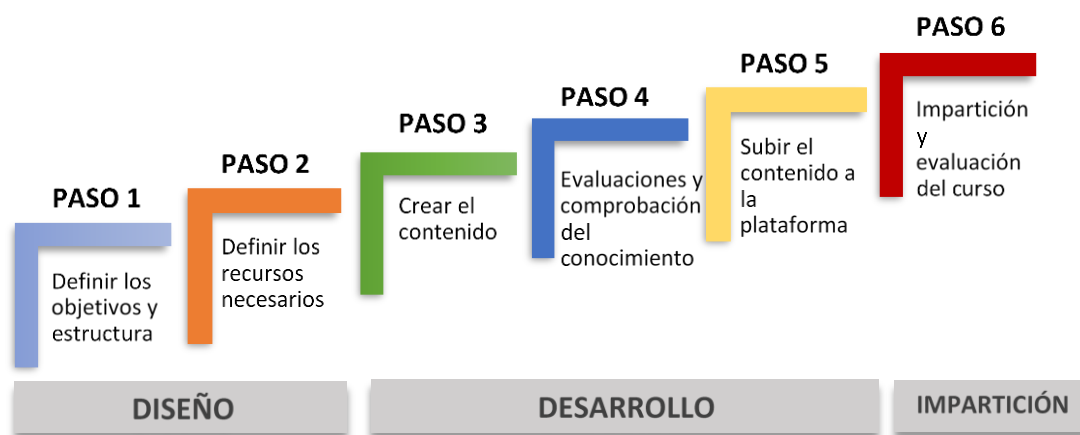 PASO 1
Definir los
objetivos y
estructura
PASO 2
Definir los
recursos
necesarios
PASO 3
Crear el
contenido
PASO 4
Evaluaciones y
comprobación
del
conocimiento
PASO 5
Subir el
contenido a
la
plataforma
PASO 6
Impartición
y
evaluación
del curso
DISEÑO
DESARROLLO
IMPARTICIÓN